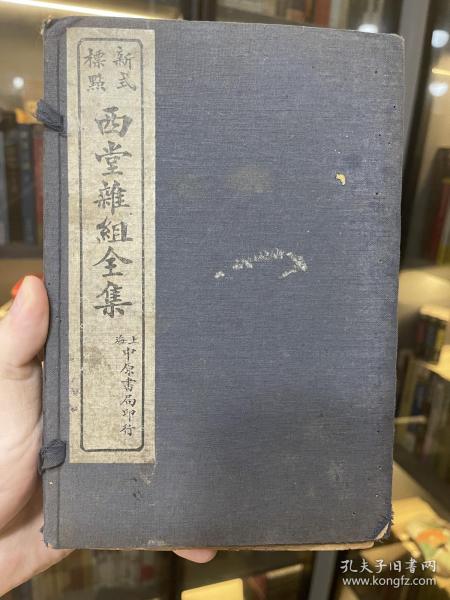 新式
標點
西堂雜組全集
上海
中原書局印行
孔夫子旧书网
www.kongfz.com